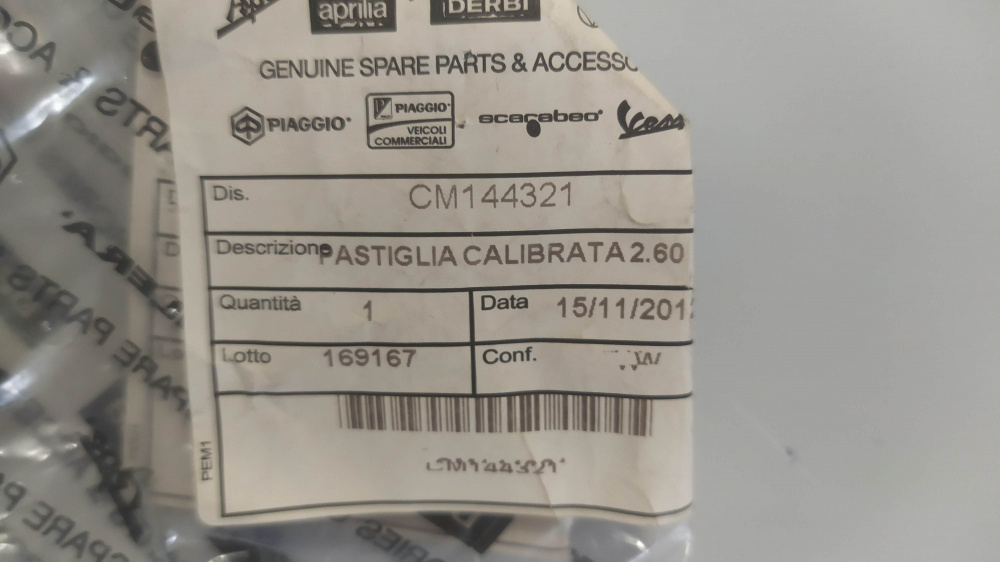 aprilia DERBI
GENUINE SPARE PARTS & ACCESSO
PIAGGIO PIAGGIO VEICOLI COMMERCIALI scarabeo Vespa
Dis. CM144321
Descrizione PASTIGLIA CALIBRATA 2.60
Quantità 1 Data 15/11/201
Lotto 169167 Conf.
PEM1